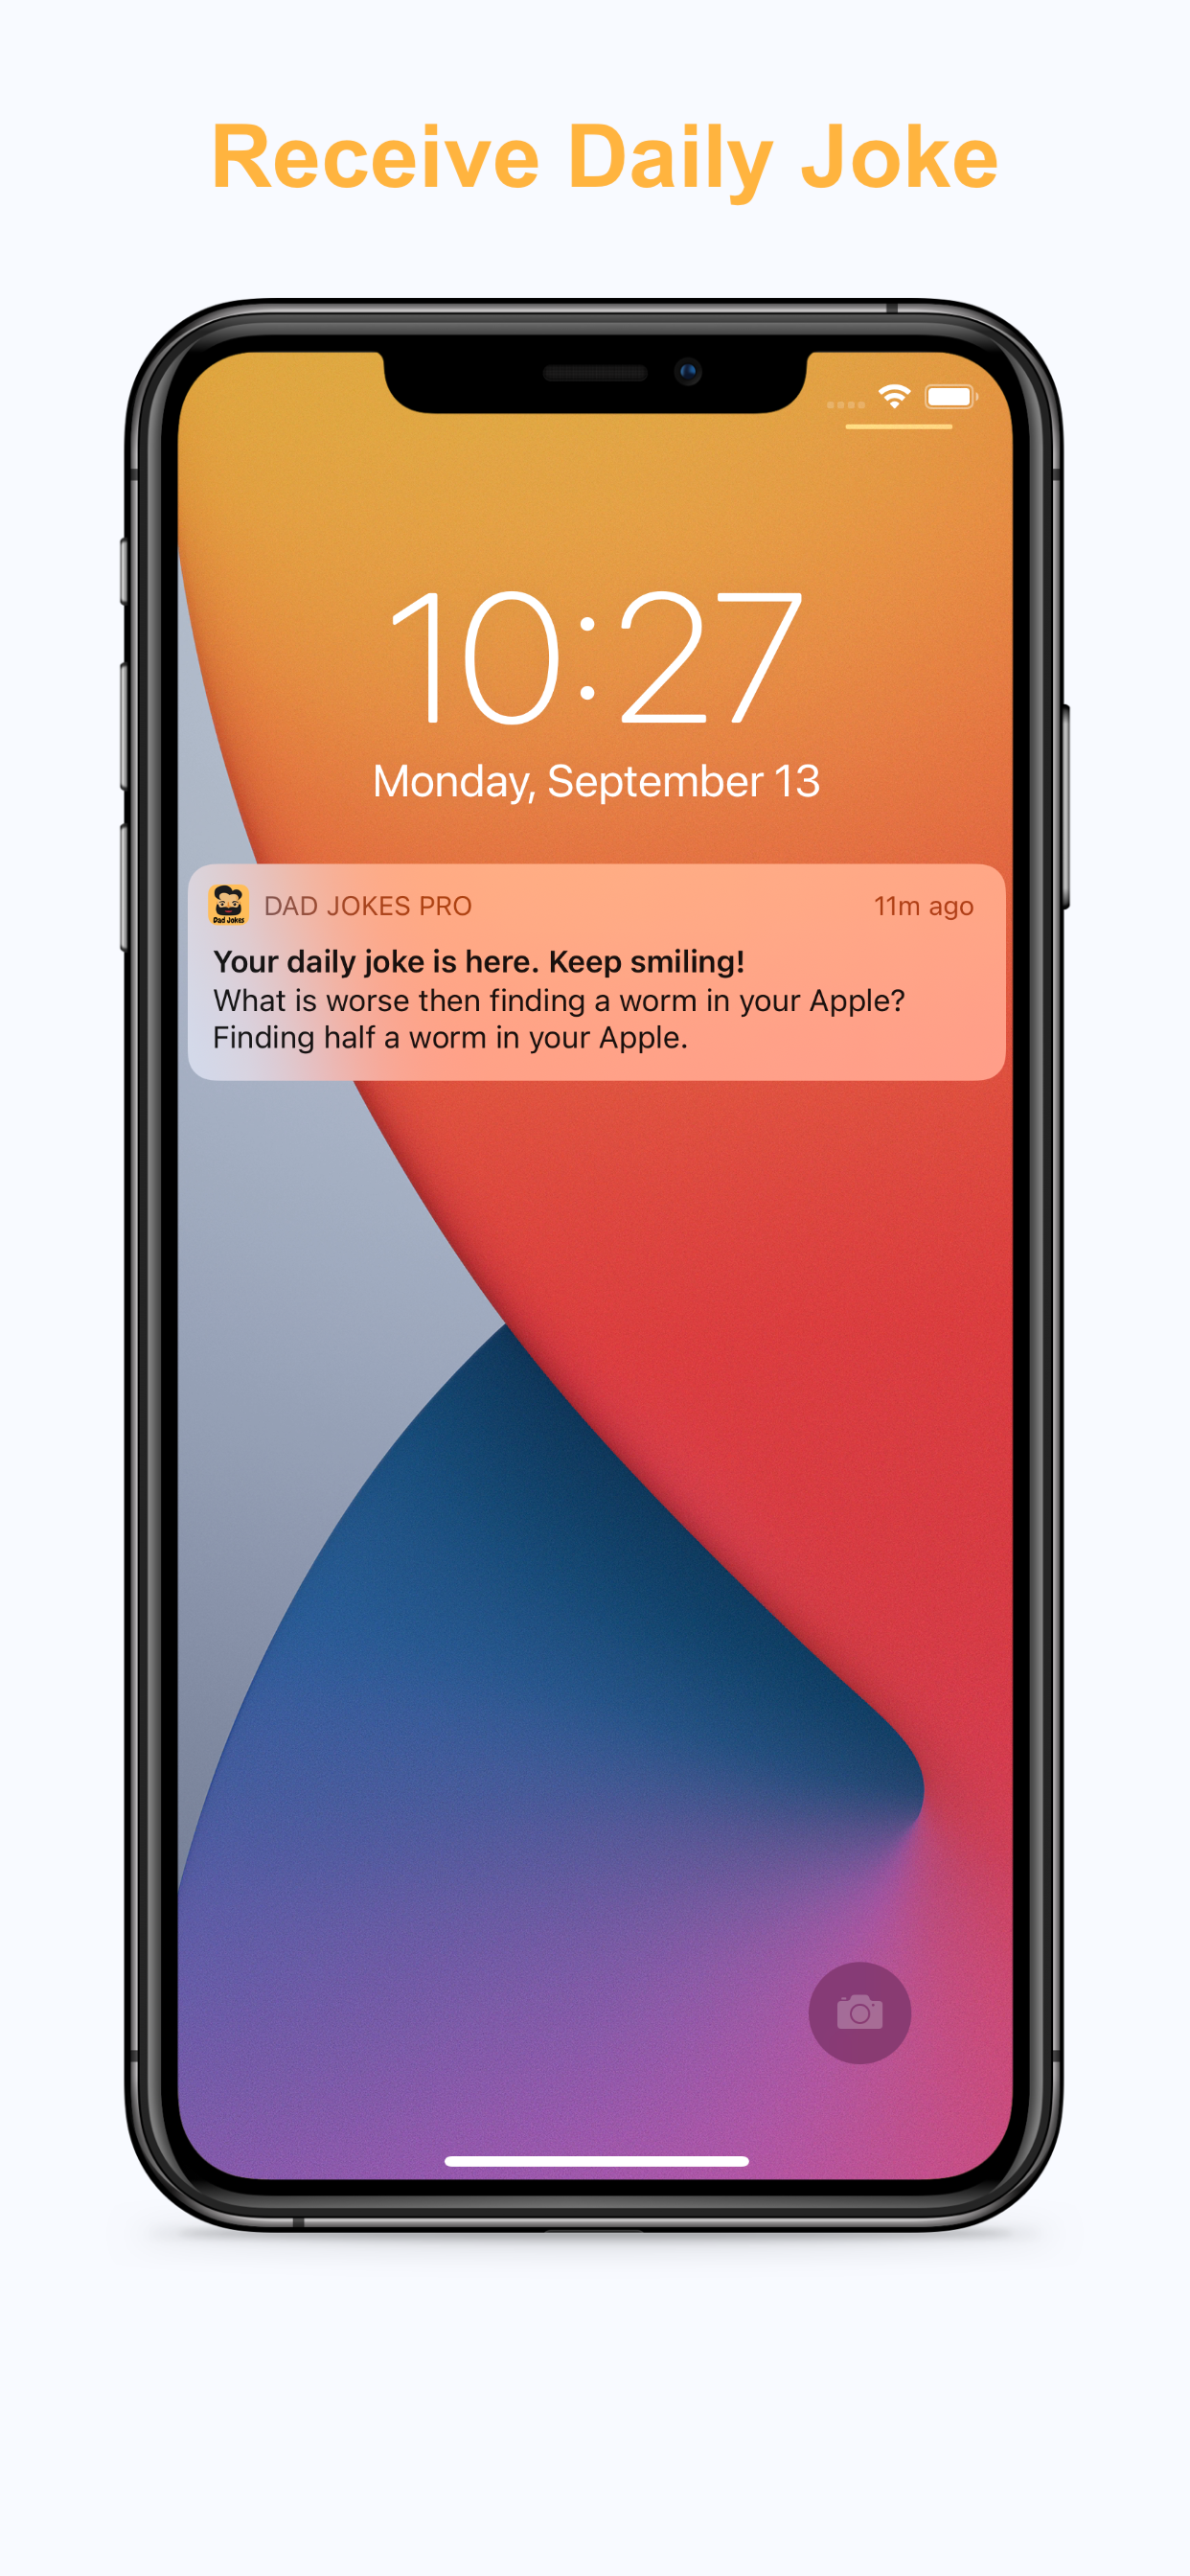 Receive Daily Joke
10:27
Monday, September 13
Dad Jokes
DAD JOKES PRO
11m ago
Your daily joke is here. Keep smiling!
What is worse then finding a worm in your Apple?
Finding half a worm in your Apple.